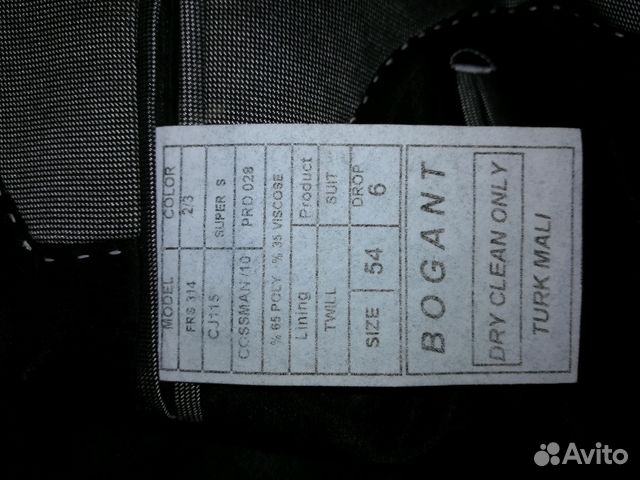 MODEL COLOR
FRS 314 2/3
CJ115 SUPER S
COSSMAN /10 PRD 028
% 65 POLY % 35 VISCOSE
Lining Product
TWILL SUIT
SIZE 54 DROP 6
BOGANT
DRY CLEAN ONLY
TURK MALI
Avito